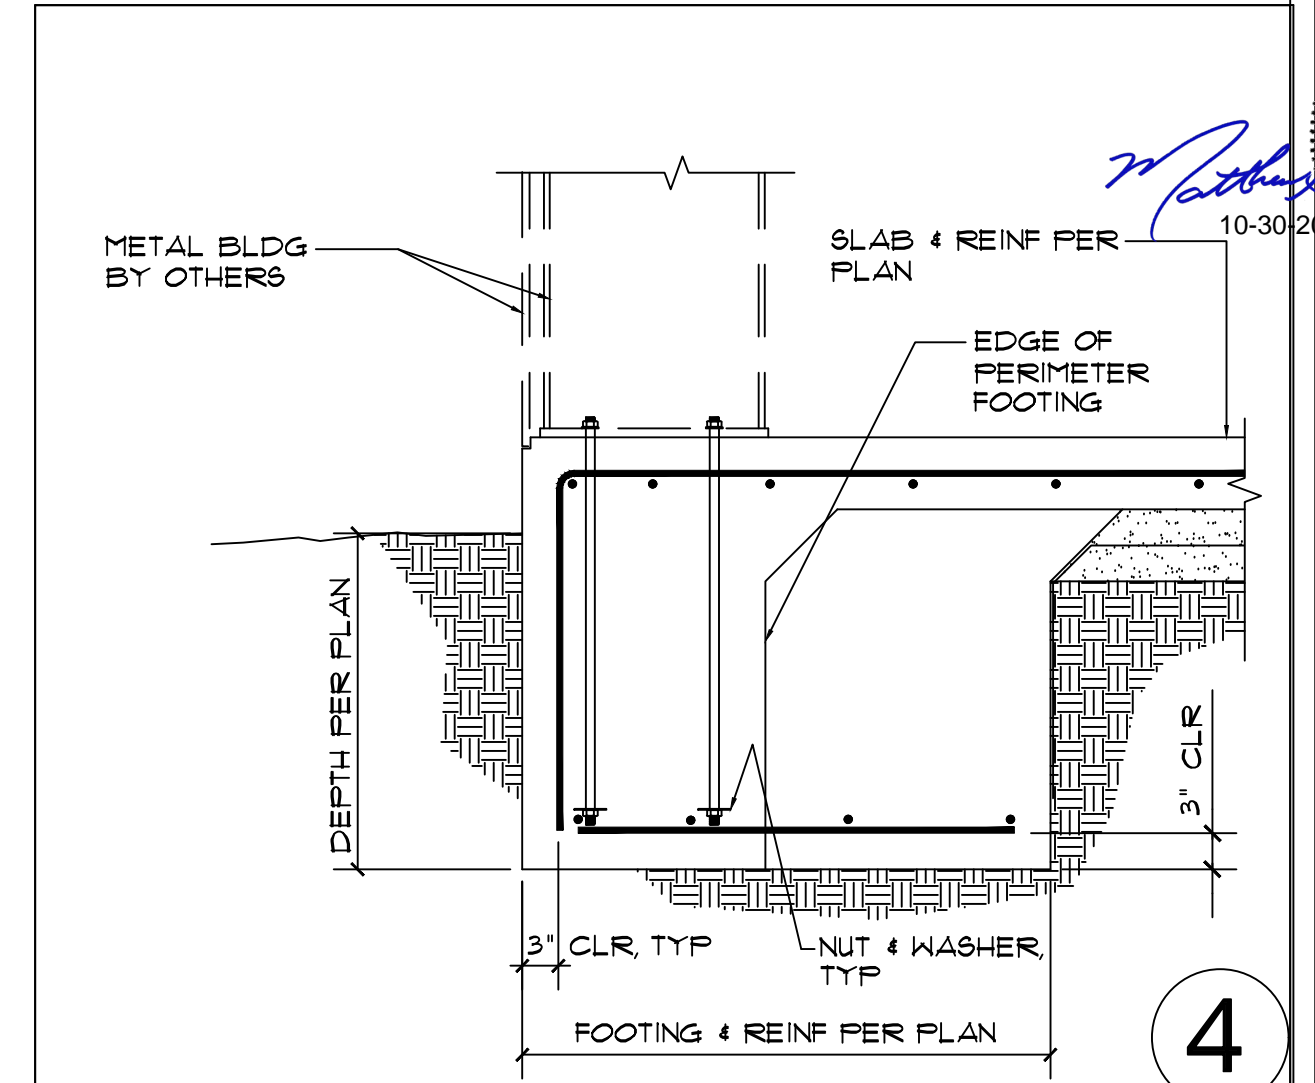 METAL BLDG
BY OTHERS
SLAB & REINF PER
PLAN
10-30-20
EDGE OF
PERIMETER
FOOTING
DEPTH PER PLAN
3" CLR
3" CLR, TYP
NUT & WASHER,
TYP
FOOTING & REINF PER PLAN
4